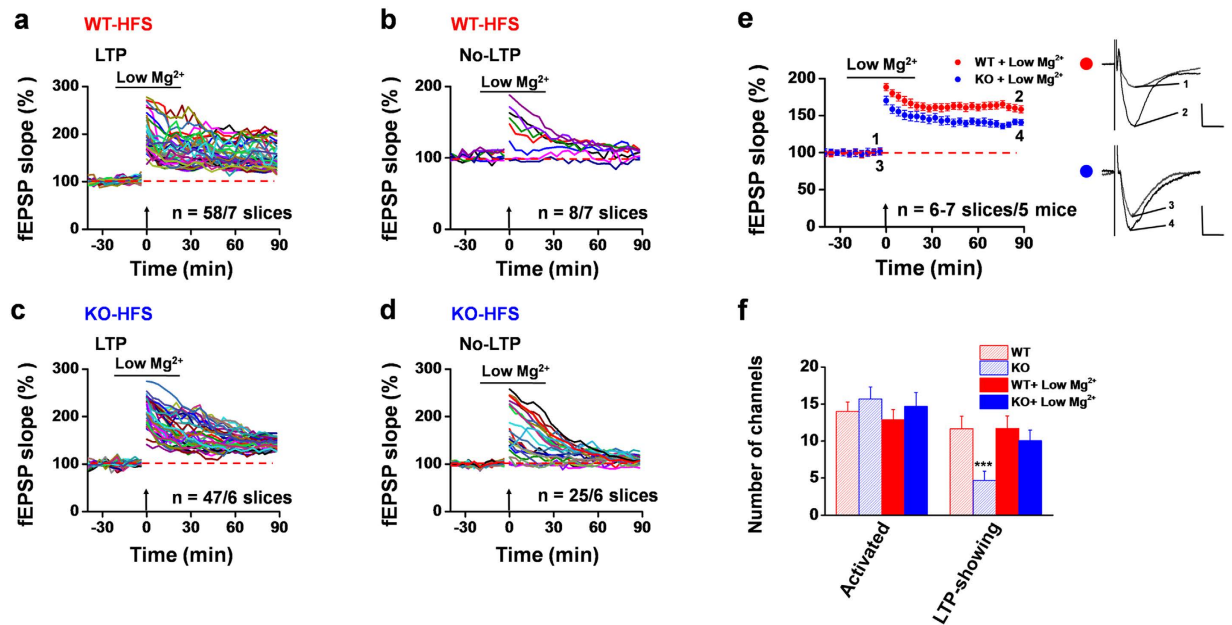 a
WT-HFS
LTP
Low Mg²⁺
fEPSP slope (% )
300
200
100
0
-30 0 30 60 90
n = 58/7 slices
Time (min)
b
WT-HFS
No-LTP
Low Mg²⁺
fEPSP slope (% )
300
200
100
0
-30 0 30 60 90
n = 8/7 slices
Time (min)
e
Low Mg²⁺
WT + Low Mg²⁺
KO + Low Mg²⁺
fEPSP slope (% )
200
150
100
50
0
1
3
2
4
-30 0 30 60 90
n = 6-7 slices/5 mice
Time (min)
1
2
3
4
c
KO-HFS
LTP
Low Mg²⁺
fEPSP slope (% )
300
200
100
0
-30 0 30 60 90
n = 47/6 slices
Time (min)
d
KO-HFS
No-LTP
Low Mg²⁺
fEPSP slope (% )
300
200
100
0
-30 0 30 60 90
n = 25/6 slices
Time (min)
f
WT
KO
WT+ Low Mg²⁺
KO+ Low Mg²⁺
Number of channels
20
15
10
5
0
***
Activated
LTP-showing